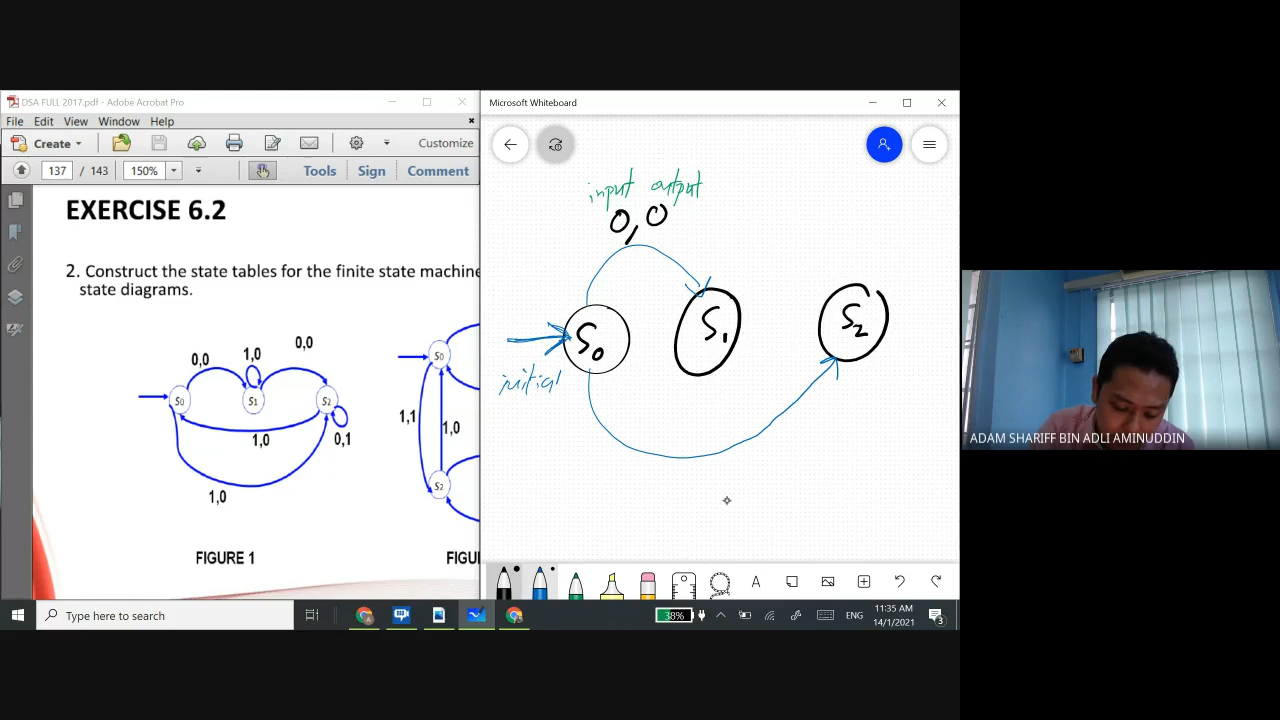 DSA FULL 2017.pdf - Adobe Acrobat Pro
File Edit View Window Help
Create
Customize
137 / 143 150%
Tools Sign Comment
EXERCISE 6.2
2. Construct the state tables for the finite state machine
state diagrams.
0,0
1,0
0,0
S0
S1
S2
1,0
0,1
1,0
FIGURE 1
S0
1,1
1,0
S2
FIGU
Microsoft Whiteboard
input output
0,0
S0
S1
S2
initial
A
ADAM SHARIFF BIN ADLI AMINUDDIN
Type here to search
38%
ENG
11:35 AM
14/1/2021
3